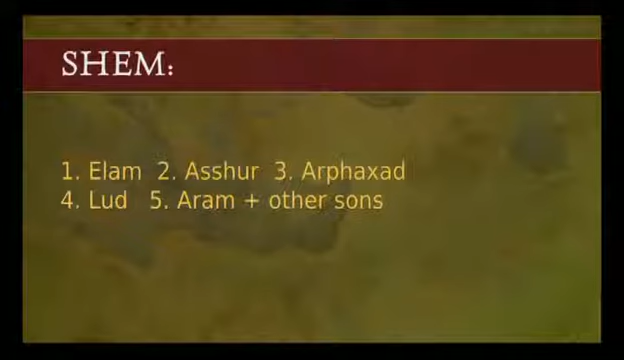 SHEM:
1. Elam 2. Asshur 3. Arphaxad
4. Lud 5. Aram + other sons